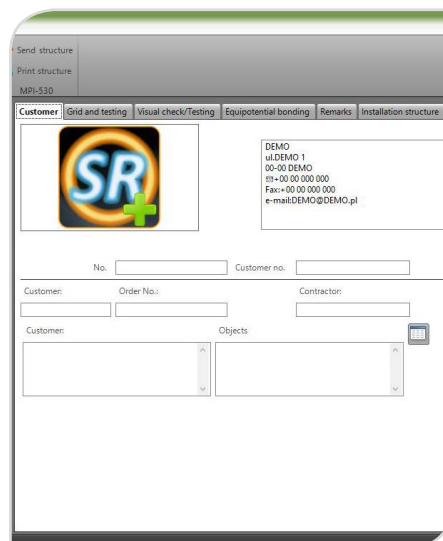 Send structure
Print structure
MPI-530
Customer Grid and testing Visual check/Testing Equipotential bonding Remarks Installation structure
SR
DEMO
ul.DEMO 1
00-00 DEMO
☎+00 00 000 000
Fax:+00 00 000 000
e-mail:DEMO@DEMO.pl
No. Customer no.
Customer: Order No.: Contractor:
Customer: Objects